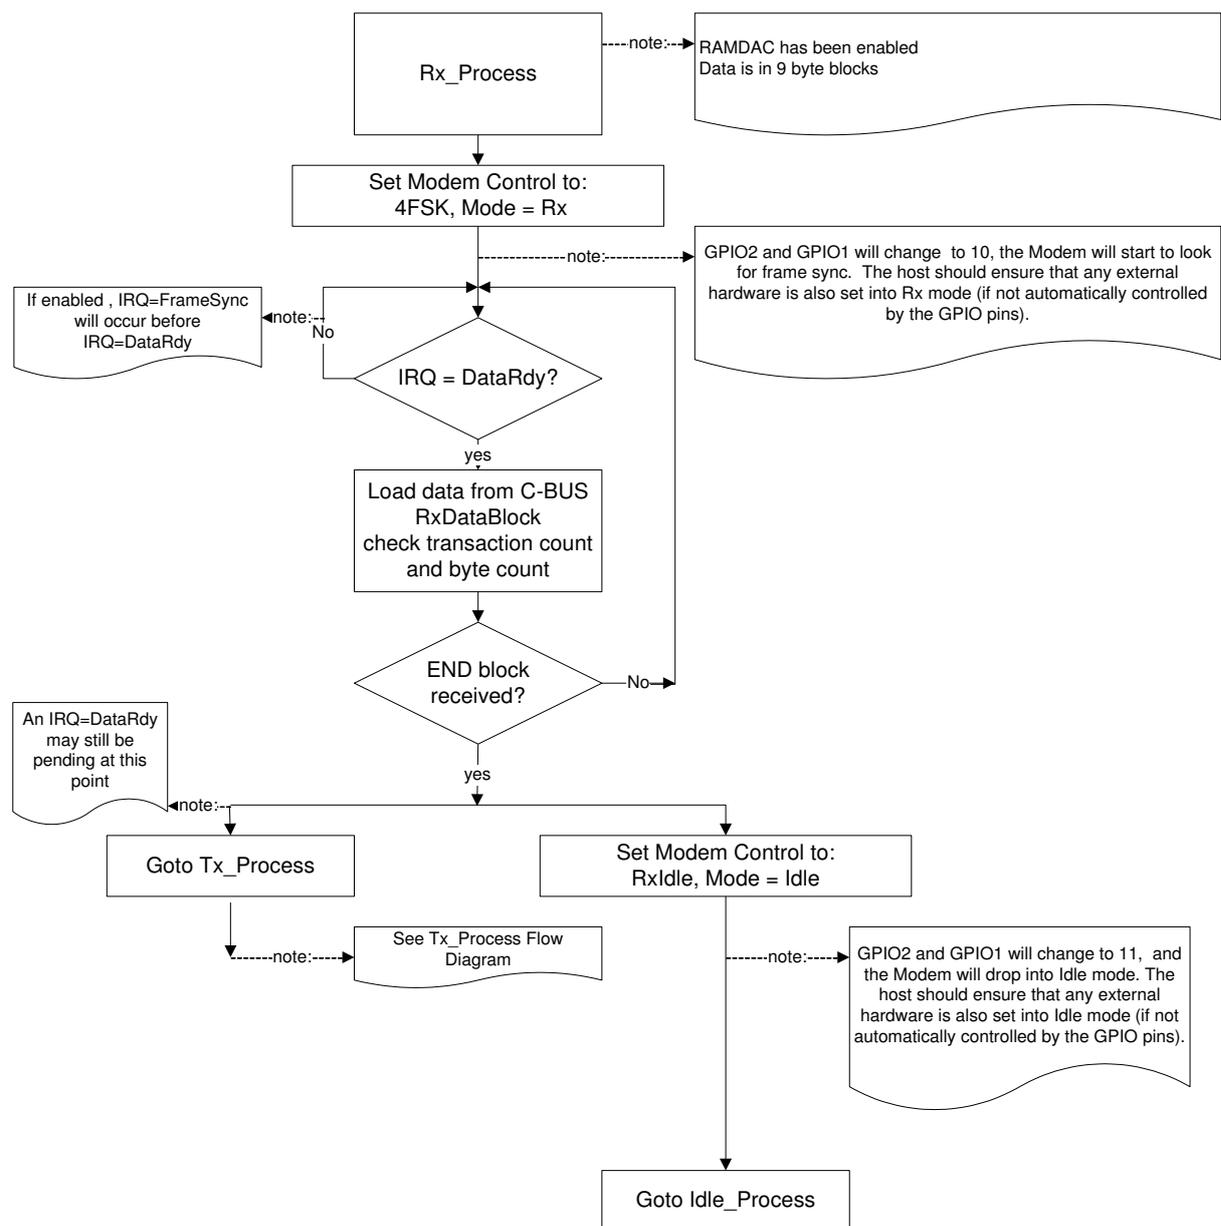 Rx_Process
note:
RAMDAC has been enabled
Data is in 9 byte blocks
Set Modem Control to:
4FSK, Mode = Rx
note:
GPIO2 and GPIO1 will change to 10, the Modem will start to look
for frame sync. The host should ensure that any external
hardware is also set into Rx mode (if not automatically controlled
by the GPIO pins).
If enabled , IRQ=FrameSync
will occur before
IRQ=DataRdy
note:
No
IRQ = DataRdy?
yes
Load data from C-BUS
RxDataBlock
check transaction count
and byte count
END block
received?
No
An IRQ=DataRdy
may still be
pending at this
point
note:
yes
Goto Tx_Process
Set Modem Control to:
RxIdle, Mode = Idle
note:
See Tx_Process Flow
Diagram
note:
GPIO2 and GPIO1 will change to 11, and
the Modem will drop into Idle mode. The
host should ensure that any external
hardware is also set into Idle mode (if not
automatically controlled by the GPIO pins).
Goto Idle_Process